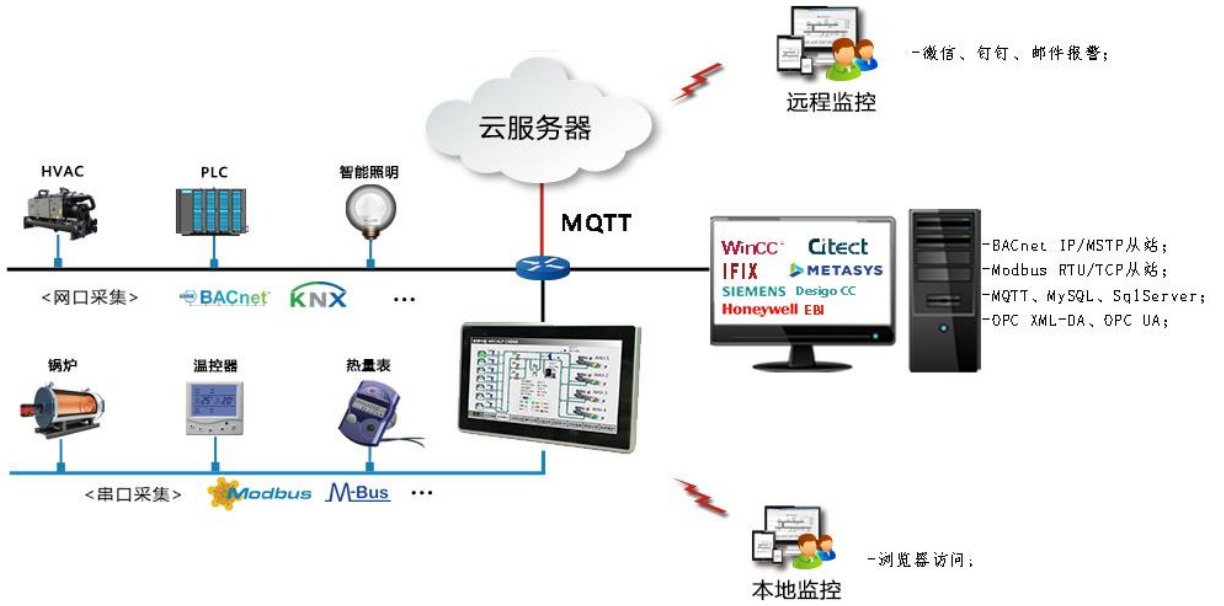 -微信、钉钉、邮件报警;
远程监控
云服务器
HVAC
PLC
智能照明
MQTT
<网口采集>
BACnet
KNX
...
WinCC
Citect
IFIX
METASYS
SIEMENS Desigo CC
Honeywell EBI
-BACnet IP/MSTP从站;
-Modbus RTU/TCP从站;
-MQTT、MySQL、SqlServer;
-OPC XML-DA、OPC UA;
锅炉
温控器
热量表
25°
20°
<串口采集>
Modbus
M-Bus
...
-浏览器访问;
本地监控